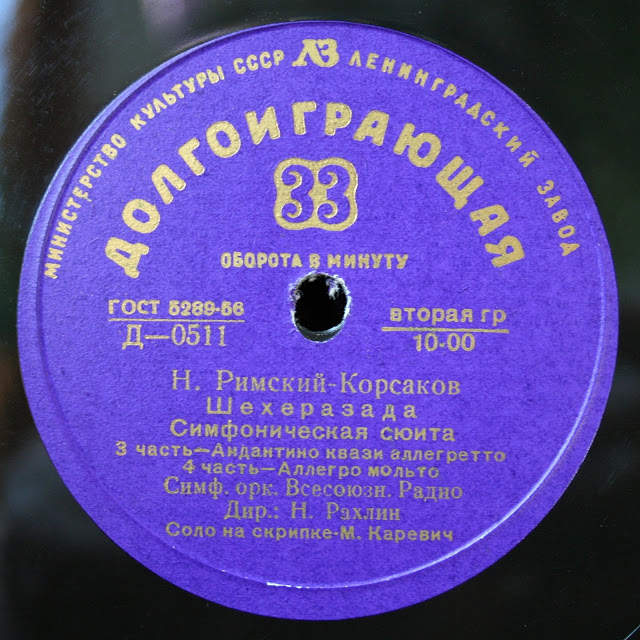 МИНИСТЕРСТВО КУЛЬТУРЫ СССР ЛЗ ЛЕНИНГРАДСКИЙ ЗАВОД
ДОЛГОИГРАЮЩАЯ
33
ОБОРОТА В МИНУТУ
ГОСТ 5289-56
Д—0511
вторая гр
10-00
Н. Римский-Корсаков
Шехеразада
Симфоническая сюита
3 часть—Андантино квази аллегретто
4 часть—Аллегро мольто
Симф. орк. Всесоюзн. Радио
Дир.: Н. Рахлин
Соло на скрипке-М. Каревич